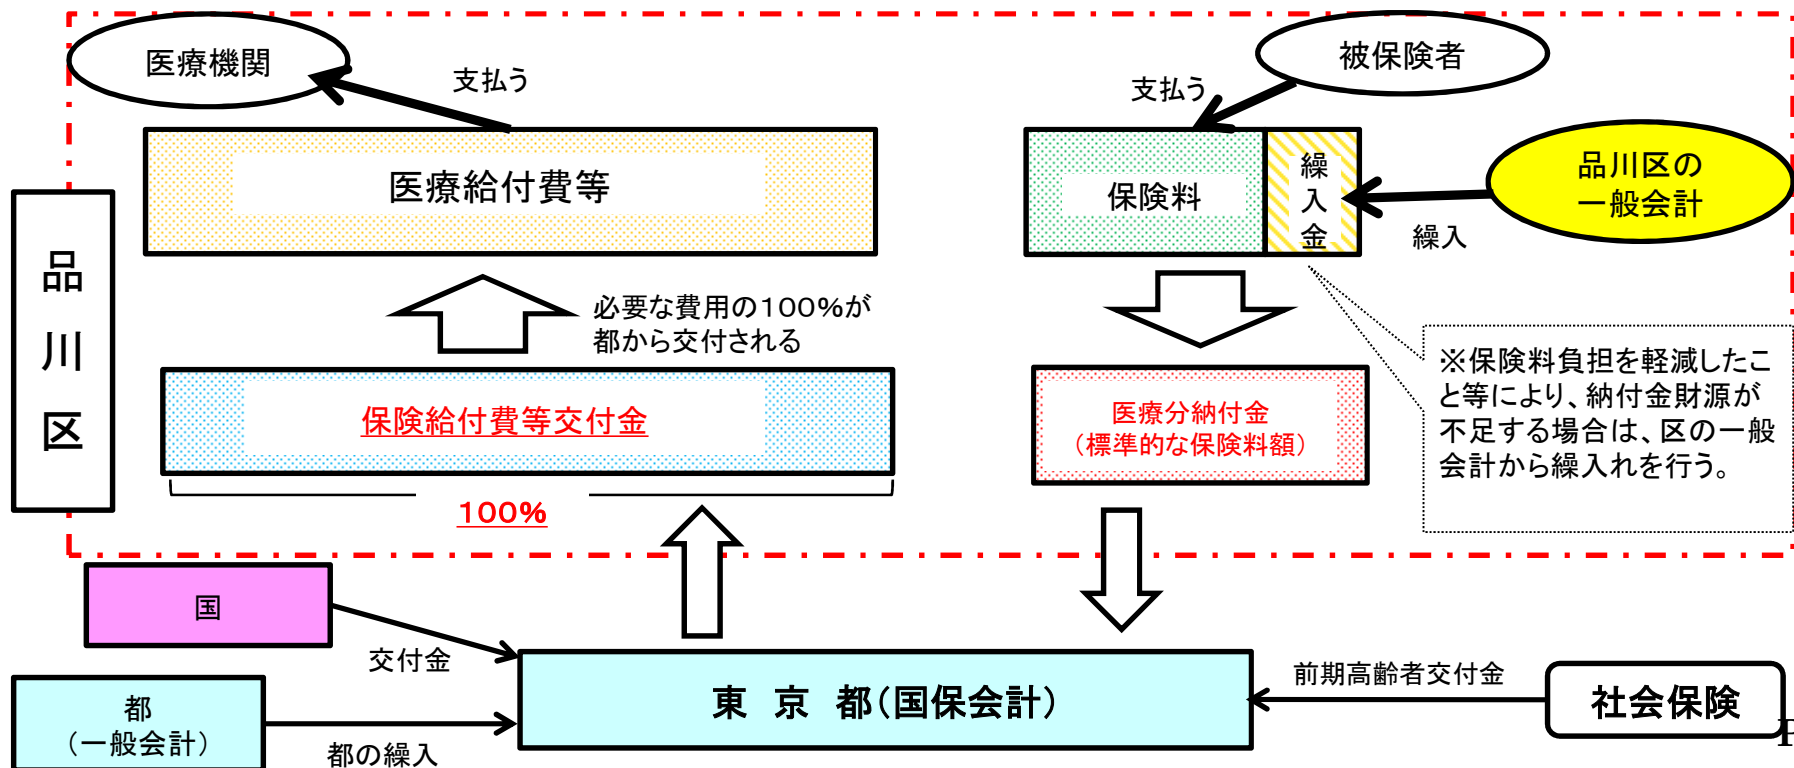 医療機関
支払う
被保険者
支払う
医療給付費等
保険料
繰入金
品川区の
一般会計
繰入
品川区
必要な費用の100%が
都から交付される
保険給付費等交付金
100%
医療分納付金
(標準的な保険料額)
※保険料負担を軽減したこ
と等により、納付金財源が
不足する場合は、区の一般
会計から繰入れを行う。
国
交付金
都
(一般会計)
都の繰入
東 京 都(国保会計)
前期高齢者交付金
社会保険